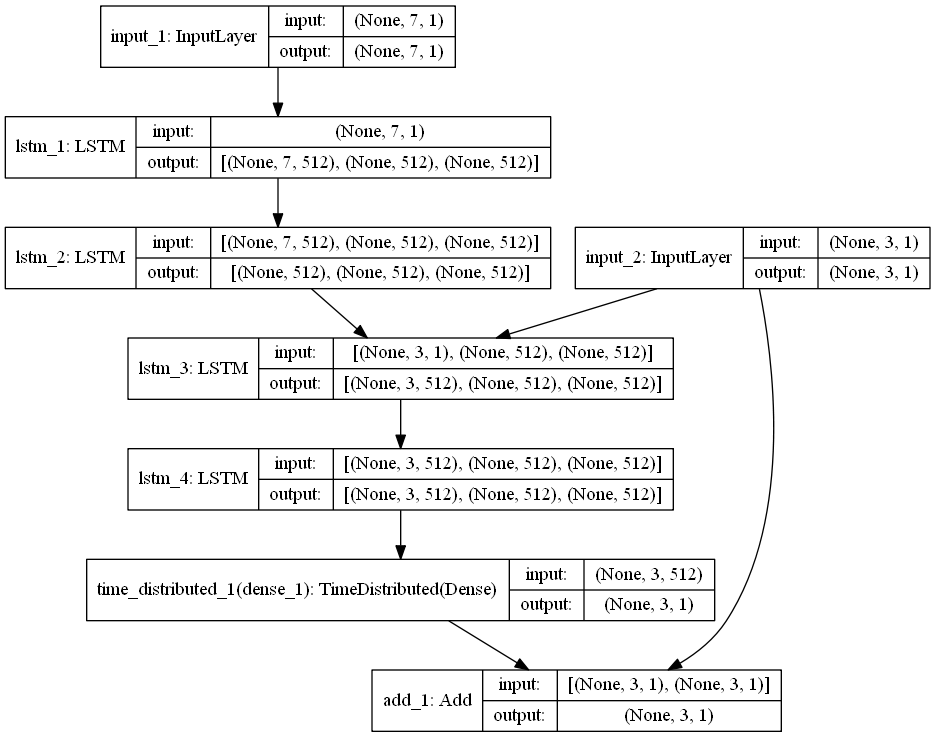 input_1: InputLayer
input: (None, 7, 1)
output: (None, 7, 1)
lstm_1: LSTM
input: (None, 7, 1)
output: [(None, 7, 512), (None, 512), (None, 512)]
lstm_2: LSTM
input: [(None, 7, 512), (None, 512), (None, 512)]
output: [(None, 512), (None, 512), (None, 512)]
input_2: InputLayer
input: (None, 3, 1)
output: (None, 3, 1)
lstm_3: LSTM
input: [(None, 3, 1), (None, 512), (None, 512)]
output: [(None, 3, 512), (None, 512), (None, 512)]
lstm_4: LSTM
input: [(None, 3, 512), (None, 512), (None, 512)]
output: [(None, 3, 512), (None, 512), (None, 512)]
time_distributed_1(dense_1): TimeDistributed(Dense)
input: (None, 3, 512)
output: (None, 3, 1)
add_1: Add
input: [(None, 3, 1), (None, 3, 1)]
output: (None, 3, 1)